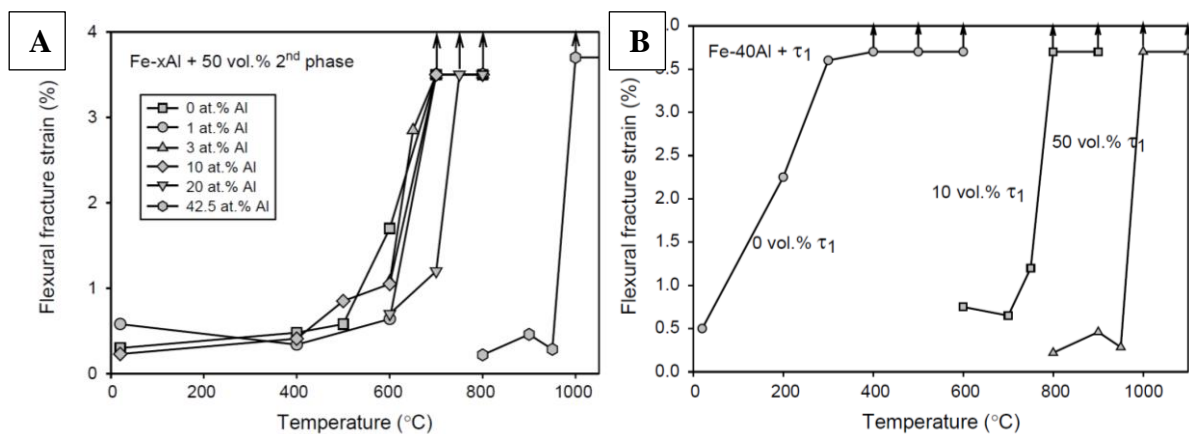 A
Fe-xAl + 50 vol.% 2nd phase
0 at.% Al
1 at.% Al
3 at.% Al
10 at.% Al
20 at.% Al
42.5 at.% Al
Flexural fracture strain (%)
4
3
2
1
0
0 200 400 600 800 1000
Temperature (°C)
B
Fe-40Al + τ1
0 vol.% τ1
10 vol.% τ1
50 vol.% τ1
Flexural fracture strain (%)
3.5
3.0
2.5
2.0
1.5
1.0
0.5
0.0
0 200 400 600 800 1000
Temperature (°C)